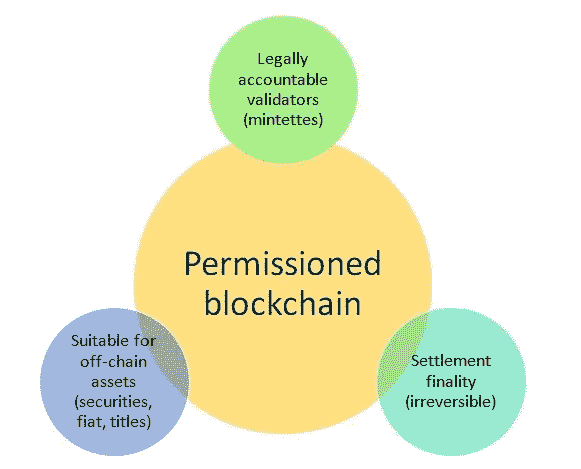 Legally
accountable
validators
(mintettes)
Permissioned
blockchain
Suitable for
off-chain
assets
(securities,
fiat, titles)
Settlement
finality
(irreversible)